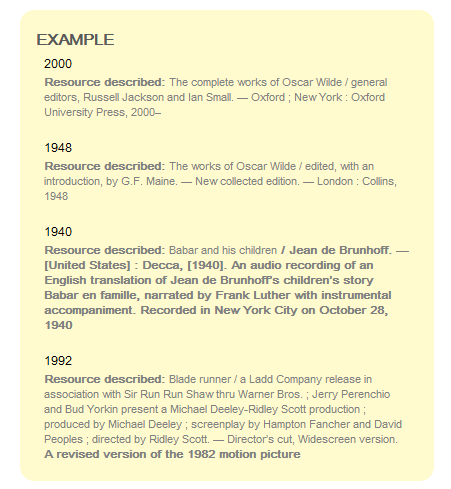 EXAMPLE
2000
Resource described: The complete works of Oscar Wilde / general
editors, Russell Jackson and Ian Small. — Oxford ; New York : Oxford
University Press, 2000–
1948
Resource described: The works of Oscar Wilde / edited, with an
introduction, by G.F. Maine. — New collected edition. — London : Collins,
1948
1940
Resource described: Babar and his children / Jean de Brunhoff. —
[United States] : Decca, [1940]. An audio recording of an
English translation of Jean de Brunhoff's children's story
Babar en famille, narrated by Frank Luther with instrumental
accompaniment. Recorded in New York City on October 28,
1940
1992
Resource described: Blade runner / a Ladd Company release in
association with Sir Run Run Shaw thru Warner Bros. ; Jerry Perenchio
and Bud Yorkin present a Michael Deeley-Ridley Scott production ;
produced by Michael Deeley ; screenplay by Hampton Fancher and David
Peoples ; directed by Ridley Scott. — Director's cut, Widescreen version.
A revised version of the 1982 motion picture